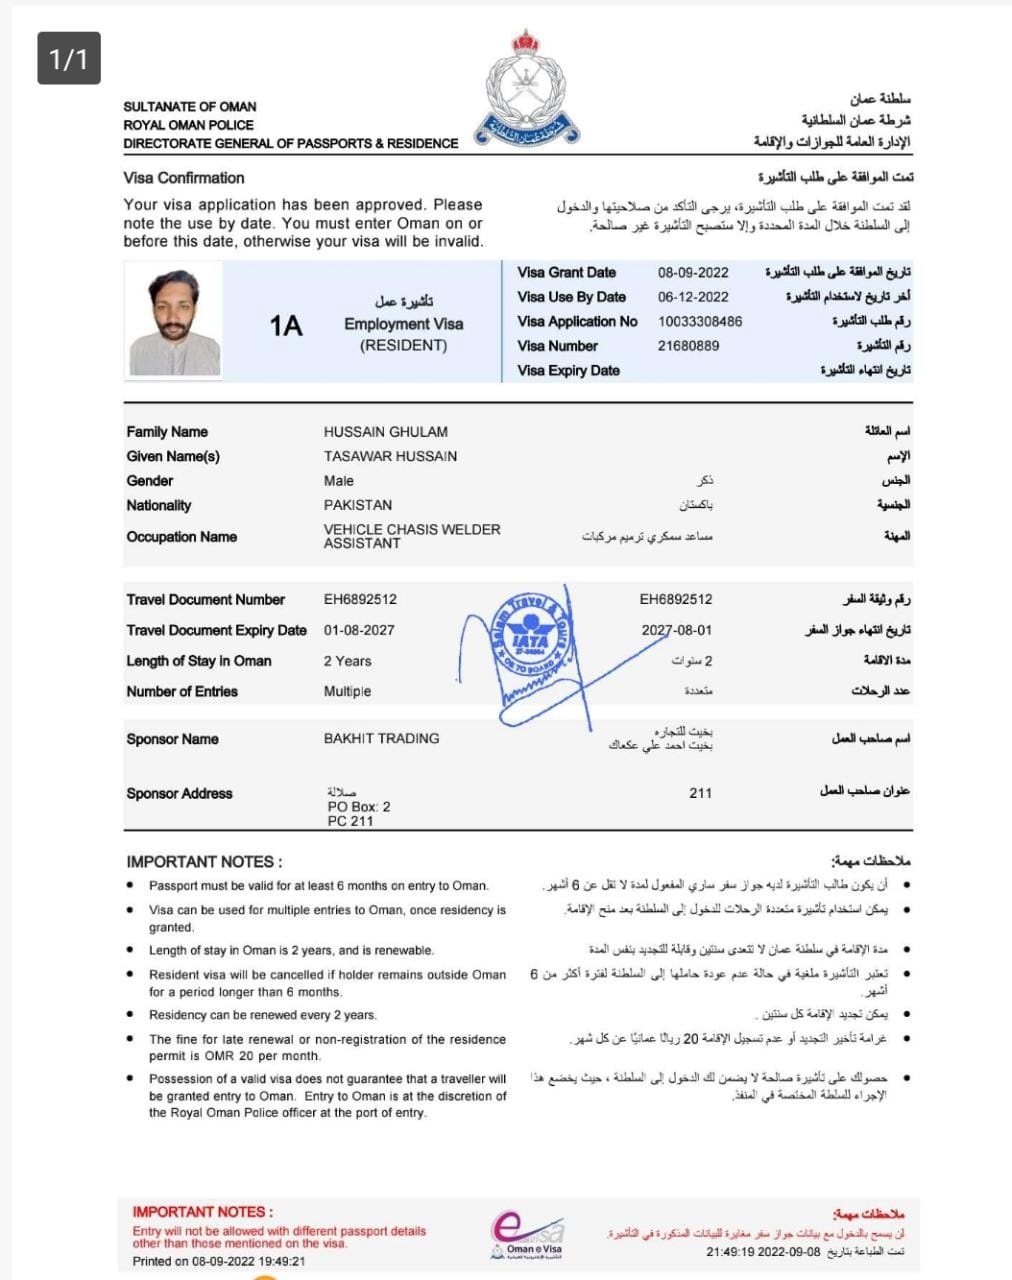 1/1
SULTANATE OF OMAN
ROYAL OMAN POLICE
DIRECTORATE GENERAL OF PASSPORTS & RESIDENCE
سلطنة عمان
شرطة عمان السلطانية
الإدارة العامة للجوازات والإقامة
شرطة عمان السلطانية
Visa Confirmation
تمت الموافقة على طلب التأشيرة
Your visa application has been approved. Please
note the use by date. You must enter Oman on or
before this date, otherwise your visa will be invalid.
لقد تمت الموافقة على طلب التأشيرة، يرجى التأكد من صلاحيتها والدخول
إلى السلطنة خلال المدة المحددة وإلا ستصبح التأشيرة غير صالحة.
1A
تأشيرة عمل
Employment Visa
(RESIDENT)
Visa Grant Date 08-09-2022 تاريخ الموافقة على طلب التأشيرة
Visa Use By Date 06-12-2022 أخر تاريخ لاستخدام التأشيرة
Visa Application No 10033308486 رقم طلب التأشيرة
Visa Number 21680889 رقم التأشيرة
Visa Expiry Date تاريخ انتهاء التأشيرة
Family Name HUSSAIN GHULAM اسم العائلة
Given Name(s) TASAWAR HUSSAIN الإسم
Gender Male ذكر الجنس
Nationality PAKISTAN باكستان الجنسية
Occupation Name VEHICLE CHASIS WELDER
ASSISTANT مساعد سمكري ترميم مركبات المهنة
Travel Document Number EH6892512 EH6892512 رقم وثيقة السفر
Travel Document Expiry Date 01-08-2027 2027-08-01 تاريخ انتهاء جواز السفر
Length of Stay in Oman 2 Years 2 سنوات مدة الاقامة
Number of Entries Multiple متعددة عدد الرحلات
Salam Travel & Tours
IATA
OK TO BOARD
Sponsor Name BAKHIT TRADING بخيت للتجاره اسم صاحب العمل
بخيت احمد علي عكعاك
Sponsor Address صلالة 211 عنوان صاحب العمل
PO Box: 2
PC 211
IMPORTANT NOTES :
• Passport must be valid for at least 6 months on entry to Oman.
• Visa can be used for multiple entries to Oman, once residency is
granted.
• Length of stay in Oman is 2 years, and is renewable.
• Resident visa will be cancelled if holder remains outside Oman
for a period longer than 6 months.
• Residency can be renewed every 2 years.
• The fine for late renewal or non-registration of the residence
permit is OMR 20 per month.
• Possession of a valid visa does not guarantee that a traveller will
be granted entry to Oman. Entry to Oman is at the discretion of
the Royal Oman Police officer at the port of entry.
ملاحظات مهمة:
• أن يكون طالب التأشيرة لديه جواز سفر ساري المفعول لمدة لا تقل عن 6 أشهر.
• يمكن استخدام تأشيرة متعددة الرحلات للدخول إلى السلطنة بعد منح الإقامة.
• مدة الإقامة في سلطنة عمان لا تتعدى سنتين وقابلة للتجديد بنفس المدة
• تعتبر التأشيرة ملغية في حالة عدم عودة حاملها إلى السلطنة لفترة أكثر من 6
أشهر.
• يمكن تجديد الإقامة كل سنتين .
• غرامة تأخير التجديد أو عدم تسجيل الإقامة 20 ريالًا عمانيًا عن كل شهر.
• حصولك على تأشيرة صالحة لا يضمن لك الدخول إلى السلطنة ، حيث يخضع هذا
الإجراء للسلطة المختصة في المنفذ.
IMPORTANT NOTES :
Entry will not be allowed with different passport details
other than those mentioned on the visa.
Printed on 08-09-2022 19:49:21
e visa
Oman e Visa
ملاحظات مهمة:
لن يسمح بالدخول مع بيانات جواز سفر مغايرة للبيانات المذكورة في التأشيرة.
تمت الطباعة بتاريخ 08-09-2022 21:49:19